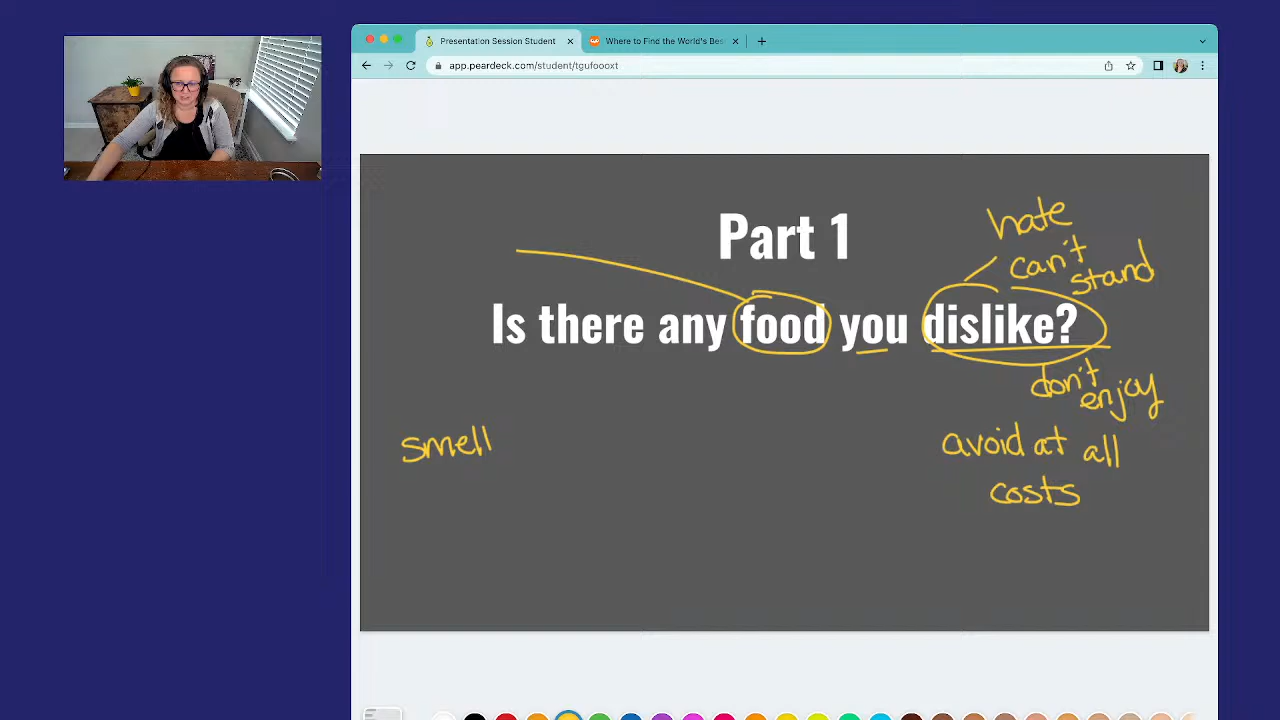 Presentation Session Student
Where to Find the World's Bes
app.peardeck.com/student/tgufoooxt
Part 1
hate
can't
stand
Is there any food you dislike?
don't
enjoy
smell
avoid at all
costs